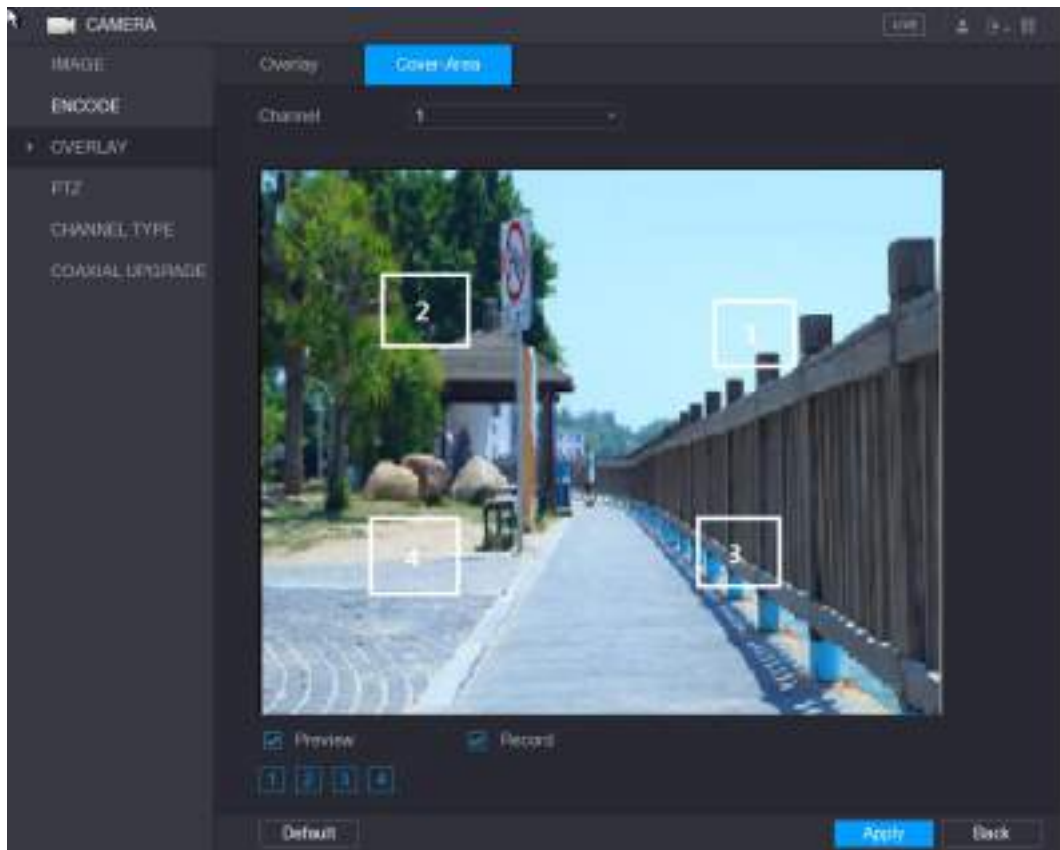 CAMERA
LIVE
IMAGE
Overlay
Cover-Area
ENCODE
Channel
1
OVERLAY
PTZ
CHANNEL TYPE
COAXIAL UPGRADE
2
1
4
3
Preview
Record
1 2 3 4
Default
Apply
Back